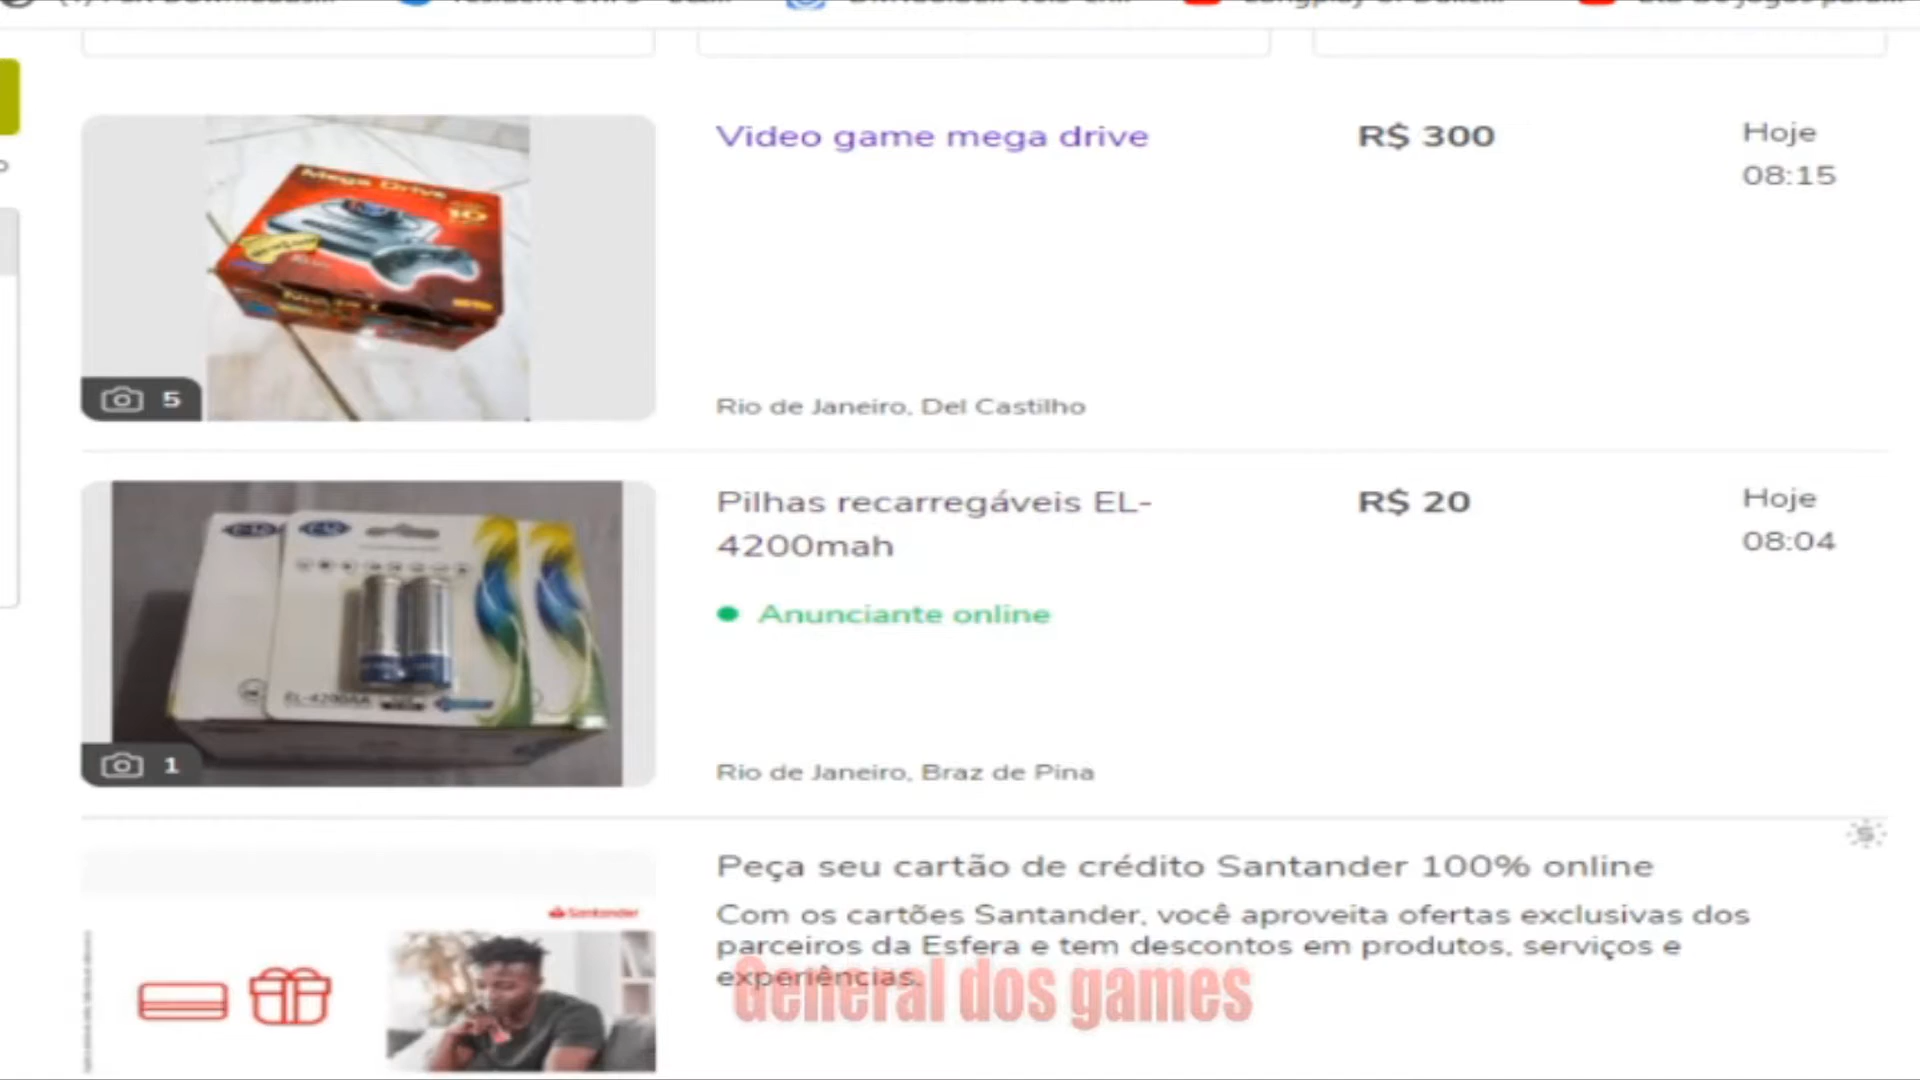 Video game mega drive
R$ 300
Hoje
08:15
Mega Drive
10
5
Rio de Janeiro, Del Castilho
Pilhas recarregáveis EL-
4200mah
R$ 20
Hoje
08:04
Anunciante online
1
Rio de Janeiro, Braz de Pina
Peça seu cartão de crédito Santander 100% online
Com os cartões Santander, você aproveita ofertas exclusivas dos
parceiros da Esfera e tem descontos em produtos, serviços e
experiências.
Santander
General dos games